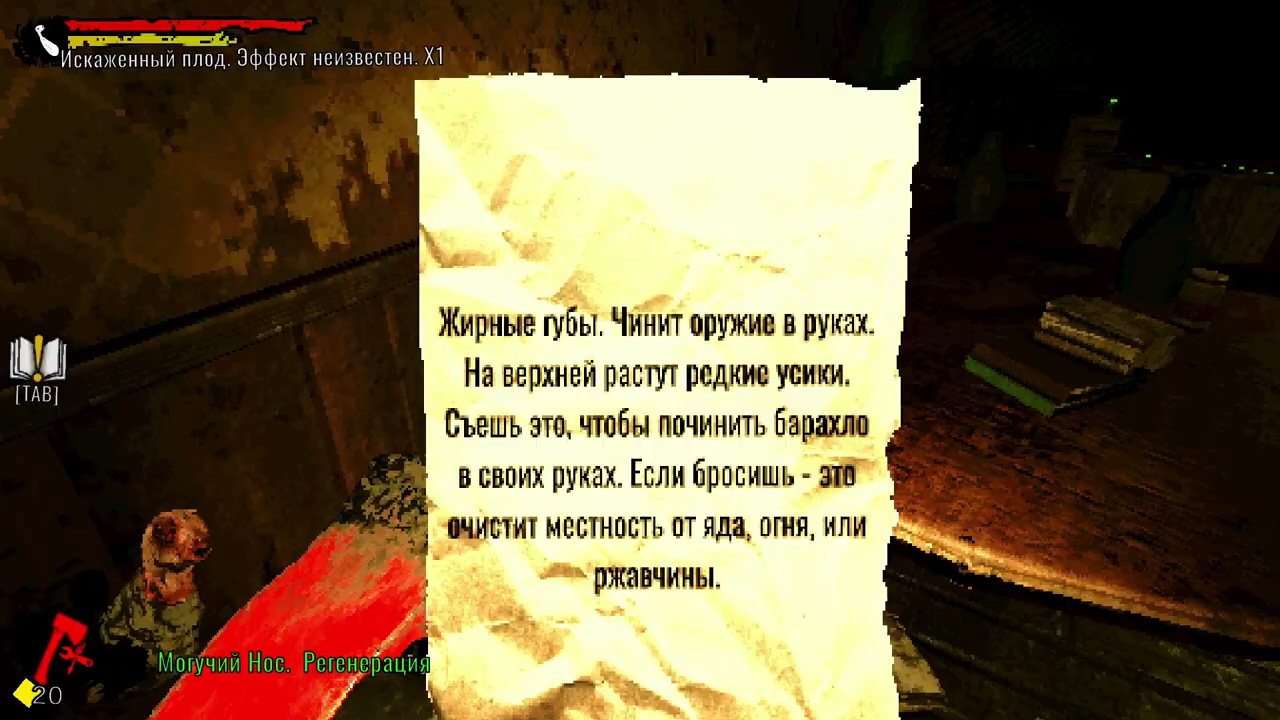 Искаженный плод. Эффект неизвестен. X1
Жирные губы. Чинит оружие в руках.
На верхней растут редкие усики.
Съешь это, чтобы починить барахло
в своих руках. Если бросишь - это
очистит местность от яда, огня, или
ржавчины.
[TAB]
Могучий Нос. Регенерация
20